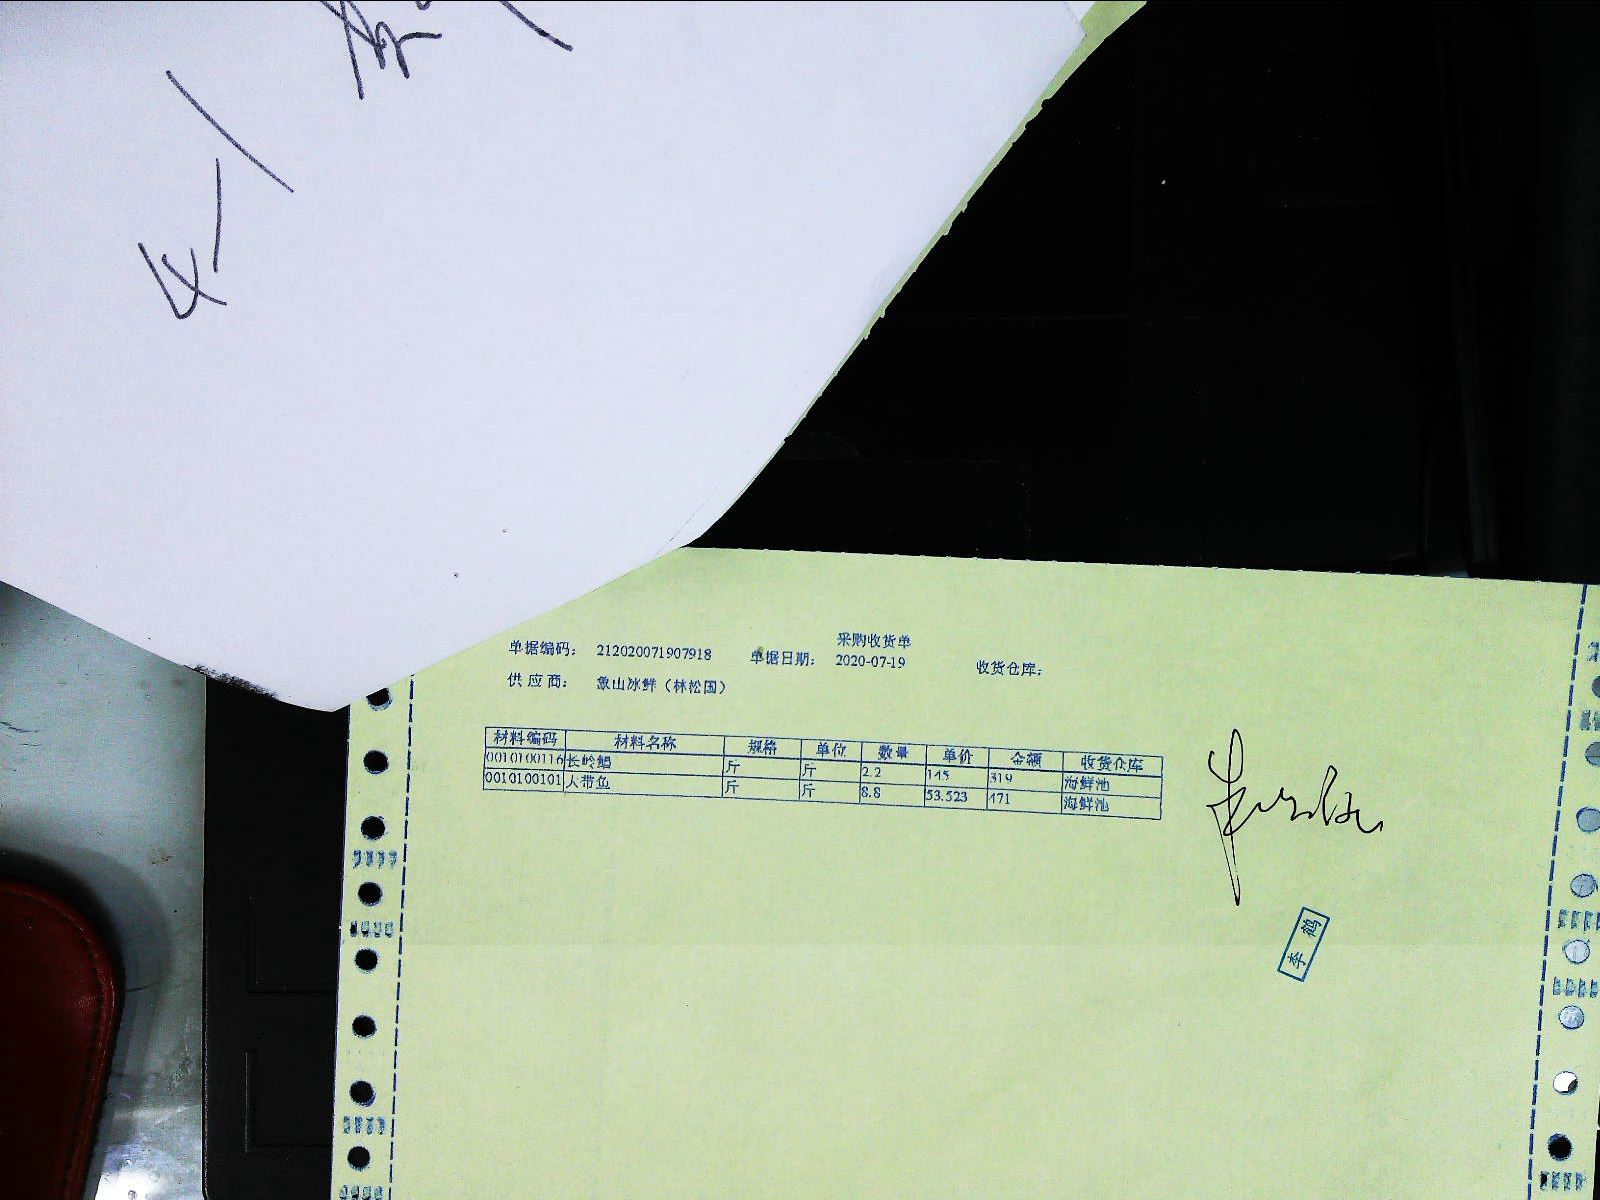 采购收货单
单据编码： 212020071907918 单据日期： 2020-07-19 收货仓库：
供应商： 象山冰鲜（林松国）
材料编码 材料名称 规格 单位 数量 单价 金额 收货仓库
0010100116 长岭鲳 斤 斤 2.2 145 319 海鲜池
0010100101 大带鱼 斤 斤 8.8 53.523 471 海鲜池
李鹤